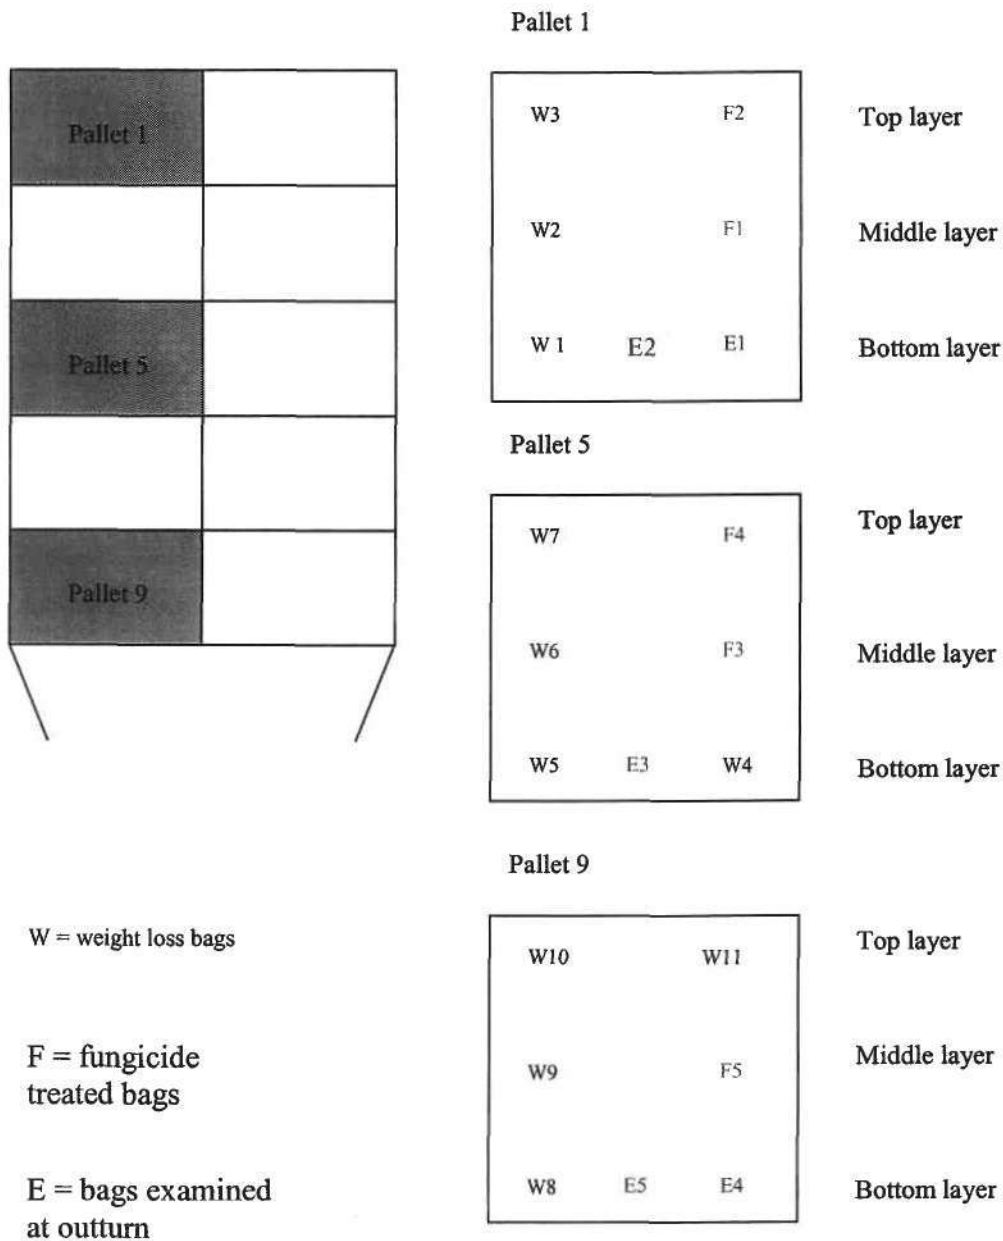 Pallet 1
Pallet 1
W3 F2 Top layer
W2 F1 Middle layer
W 1 E2 E1 Bottom layer
Pallet 5
Pallet 5
W7 F4 Top layer
W6 F3 Middle layer
W5 E3 W4 Bottom layer
Pallet 9
Pallet 9
W10 W11 Top layer
W9 F5 Middle layer
W8 E5 E4 Bottom layer
W = weight loss bags
F = fungicide
treated bags
E = bags examined
at outturn